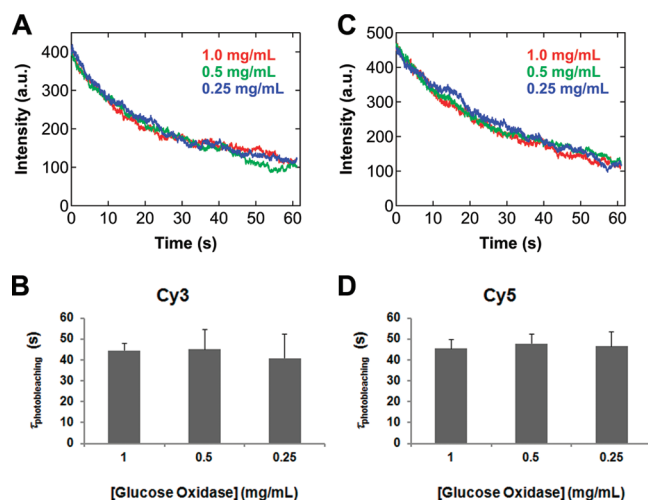 A
400
300
200
100
0
Intensity (a.u.)
1.0 mg/mL
0.5 mg/mL
0.25 mg/mL
0 10 20 30 40 50 60
Time (s)
C
500
400
300
200
100
0
Intensity (a.u.)
1.0 mg/mL
0.5 mg/mL
0.25 mg/mL
0 10 20 30 40 50 60
Time (s)
B
Cy3
60
50
40
30
20
10
0
τphotobleaching (s)
1 0.5 0.25
[Glucose Oxidase] (mg/mL)
D
Cy5
60
50
40
30
20
10
0
τphotobleaching (s)
1 0.5 0.25
[Glucose Oxidase] (mg/mL)